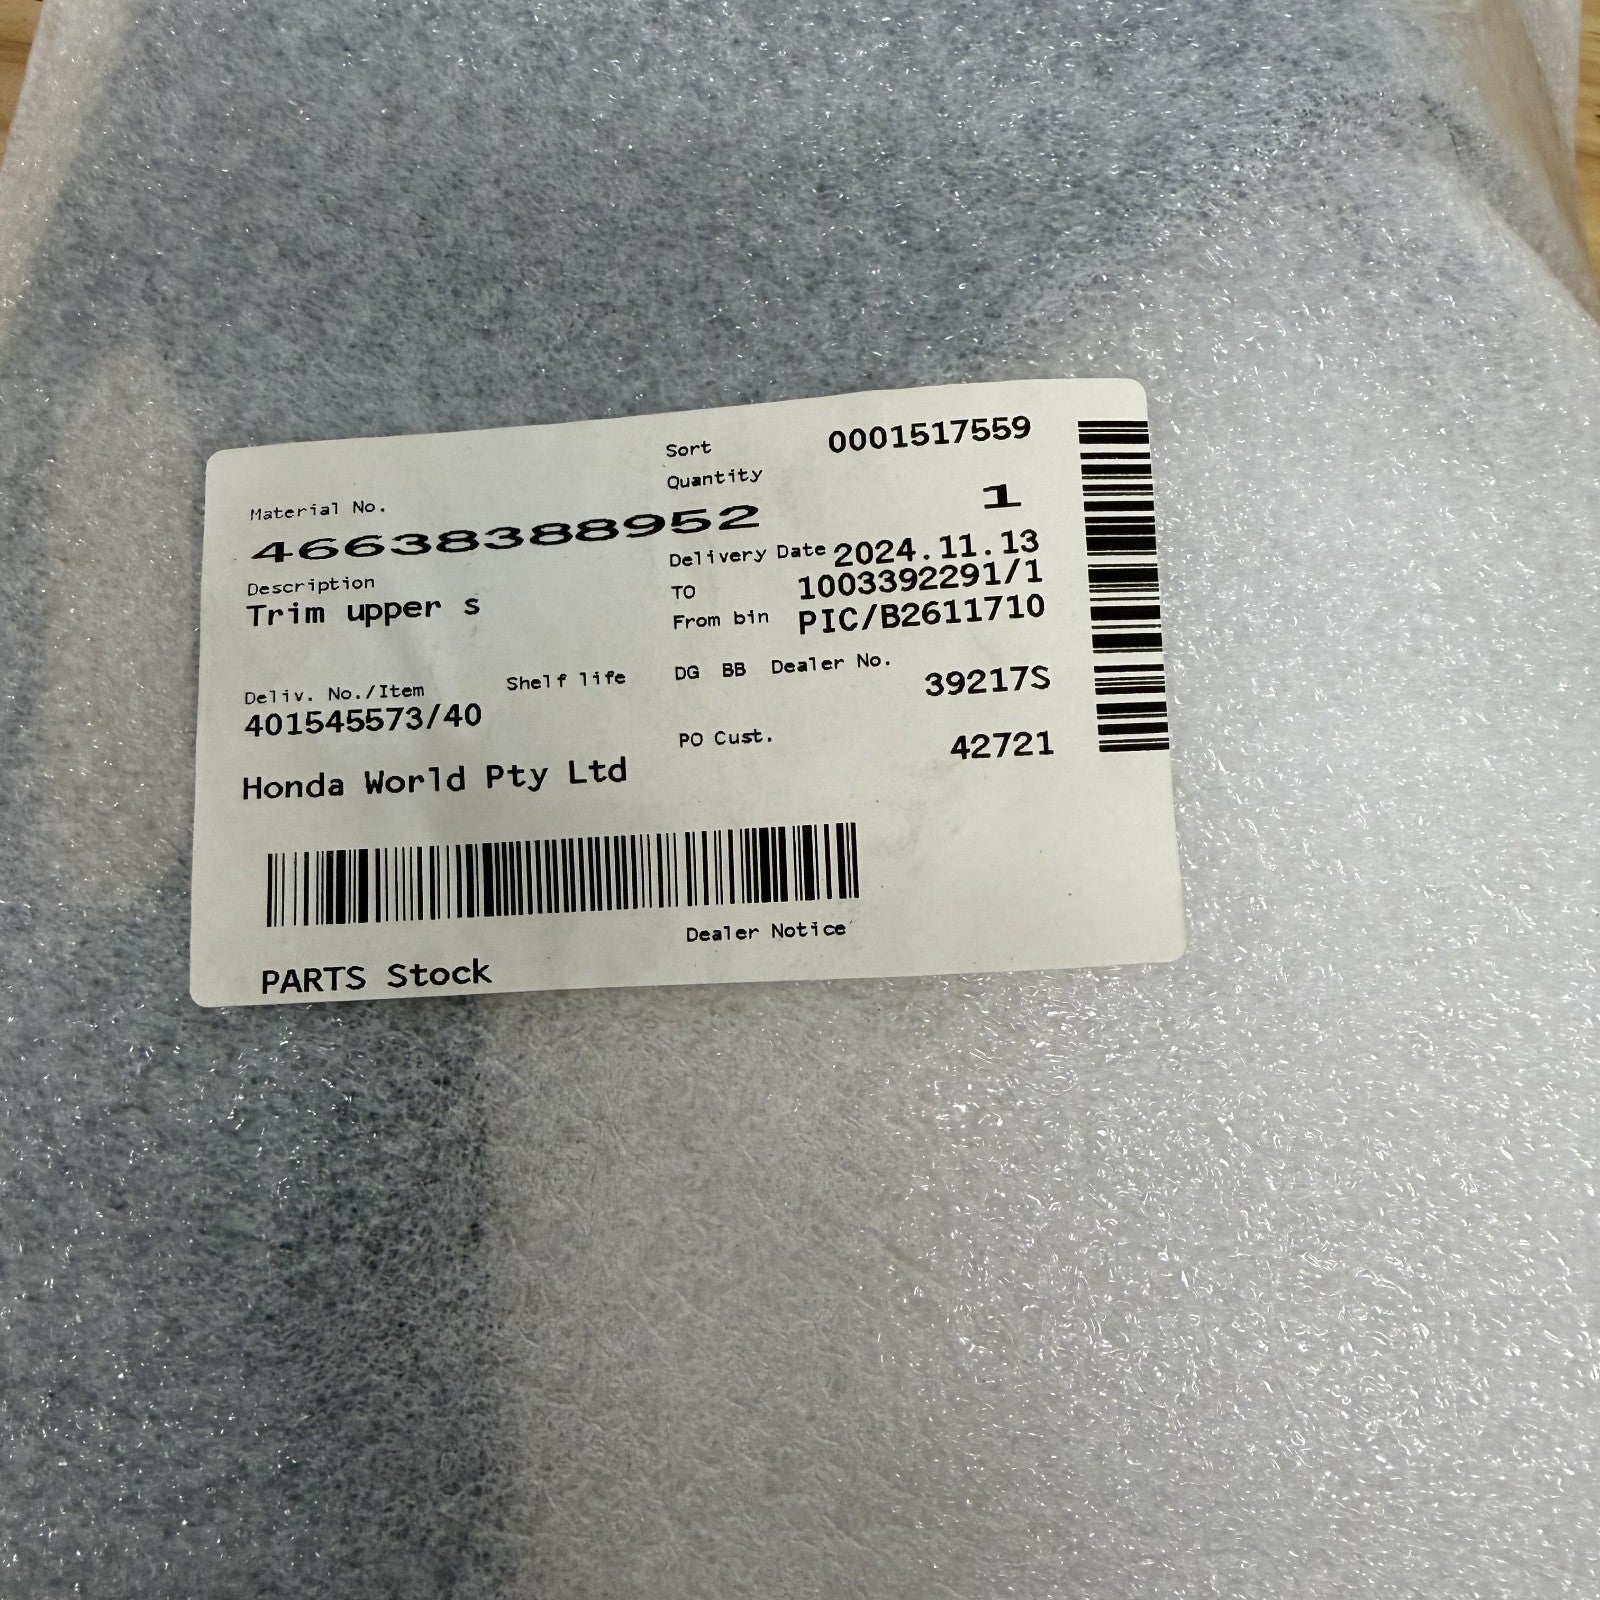 Sort 0001517559
Quantity 1
Material No.
46638388952
Delivery Date 2024.11.13
Description
Trim upper s
TO 1003392291/1
From bin PIC/B2611710
Shelf life DG BB Dealer No.
39217S
Deliv. No./Item
401545573/40
PO Cust. 42721
Honda World Pty Ltd
Dealer Notice
PARTS Stock